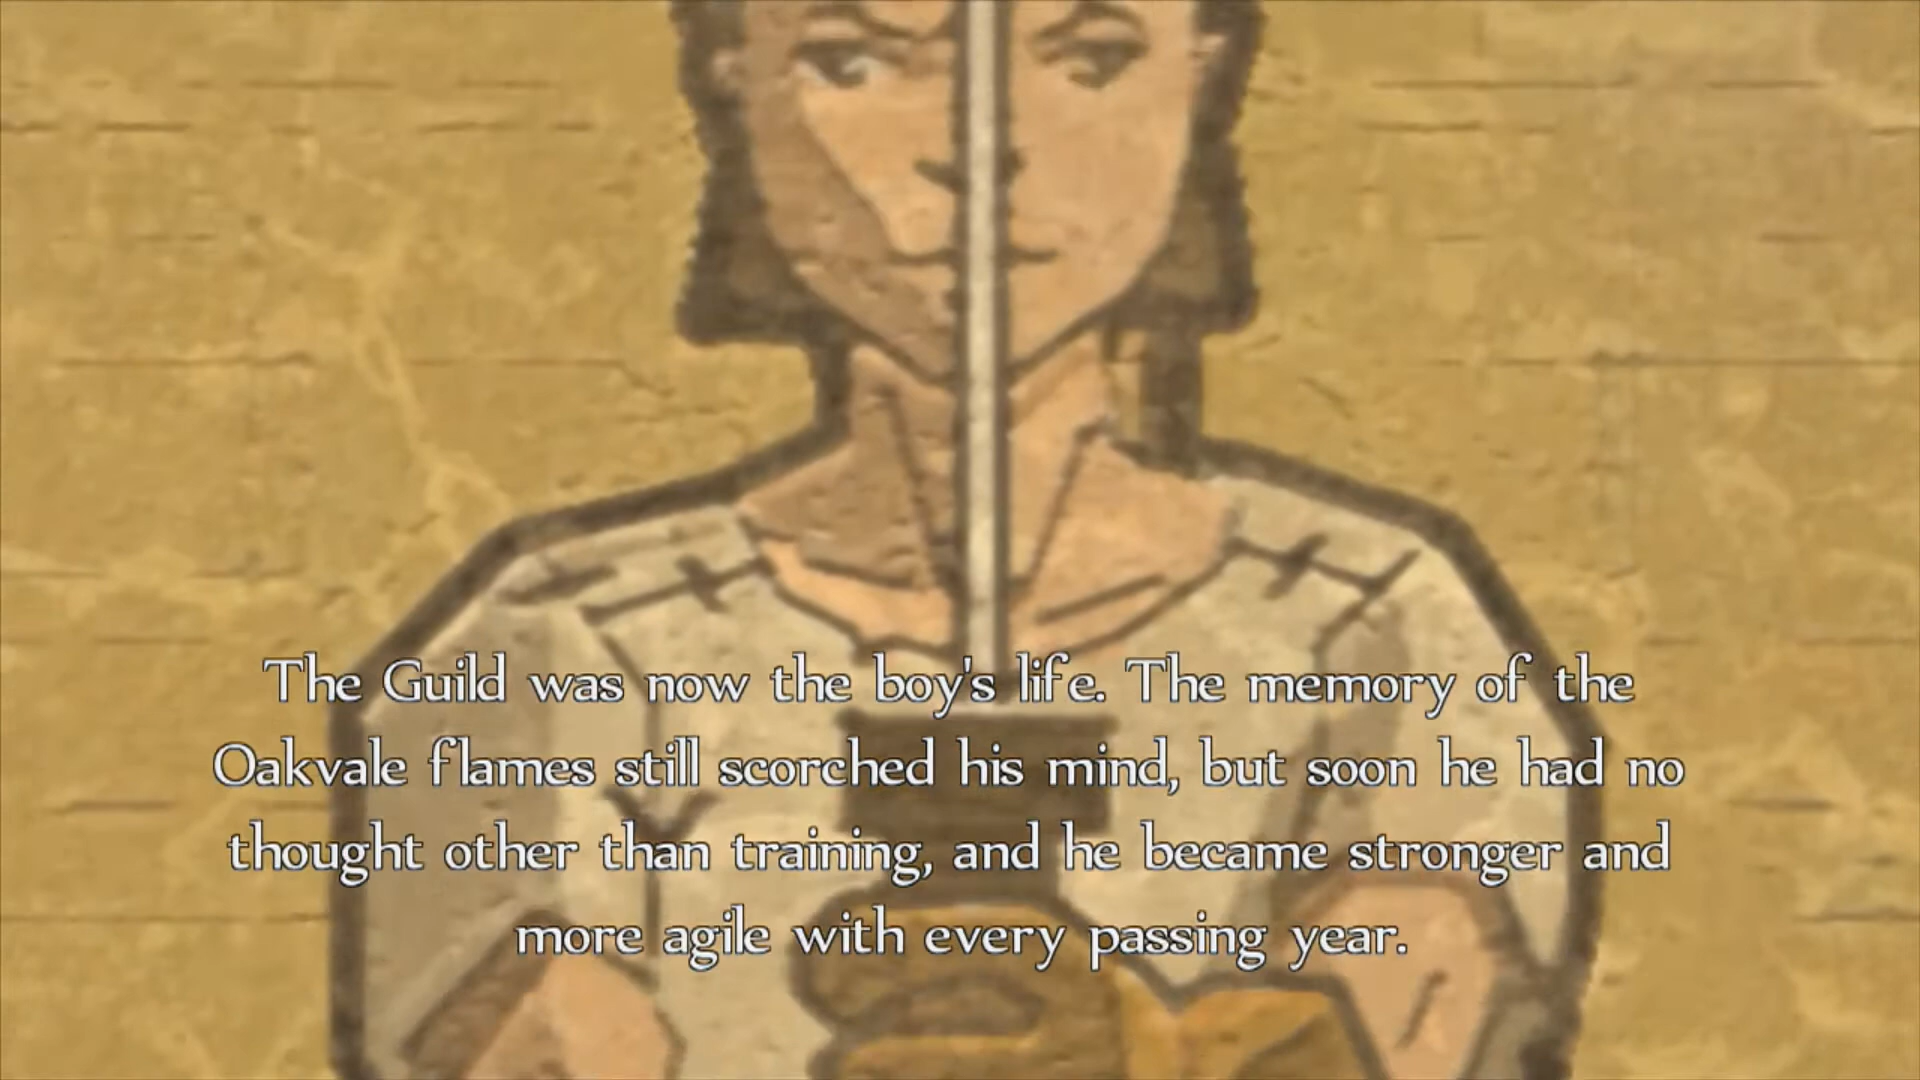 The Guild was now the boy's life. The memory of the
Oakvale flames still scorched his mind, but soon he had no
thought other than training, and he became stronger and
more agile with every passing year.